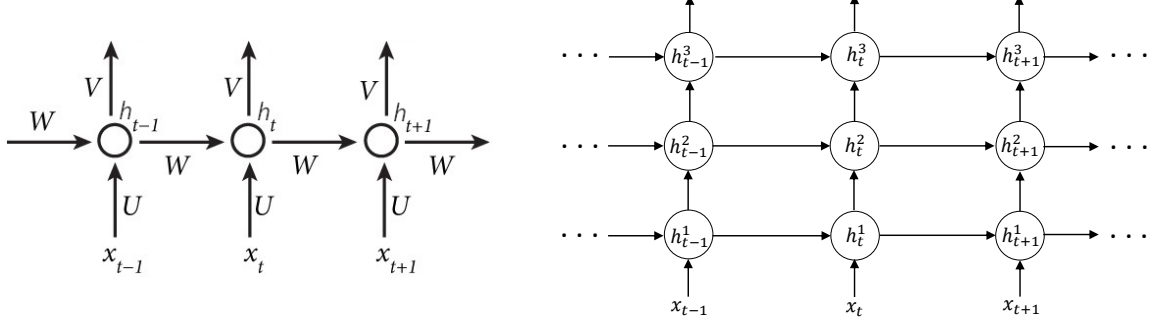 V V V
W h_{t-1} h_t h_{t+1}
W W W
U U U
x_{t-1} x_t x_{t+1}
· · · h^3_{t-1} h^3_t h^3_{t+1} · · ·
· · · h^2_{t-1} h^2_t h^2_{t+1} · · ·
· · · h^1_{t-1} h^1_t h^1_{t+1} · · ·
x_{t-1} x_t x_{t+1}